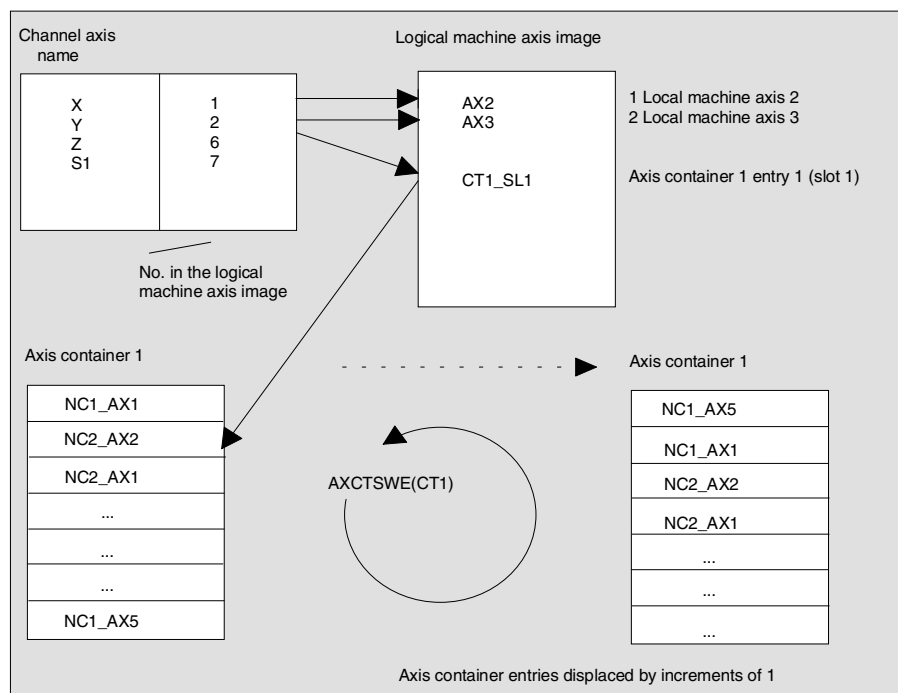 Channel axis
name
Logical machine axis image
X 1
Y 2
Z 6
S1 7
AX2
AX3
CT1_SL1
1 Local machine axis 2
2 Local machine axis 3
Axis container 1 entry 1 (slot 1)
No. in the logical
machine axis image
Axis container 1
NC1_AX1
NC2_AX2
NC2_AX1
...
...
...
NC1_AX5
AXCTSWE(CT1)
Axis container 1
NC1_AX5
NC1_AX1
NC2_AX2
NC2_AX1
...
...
...
Axis container entries displaced by increments of 1